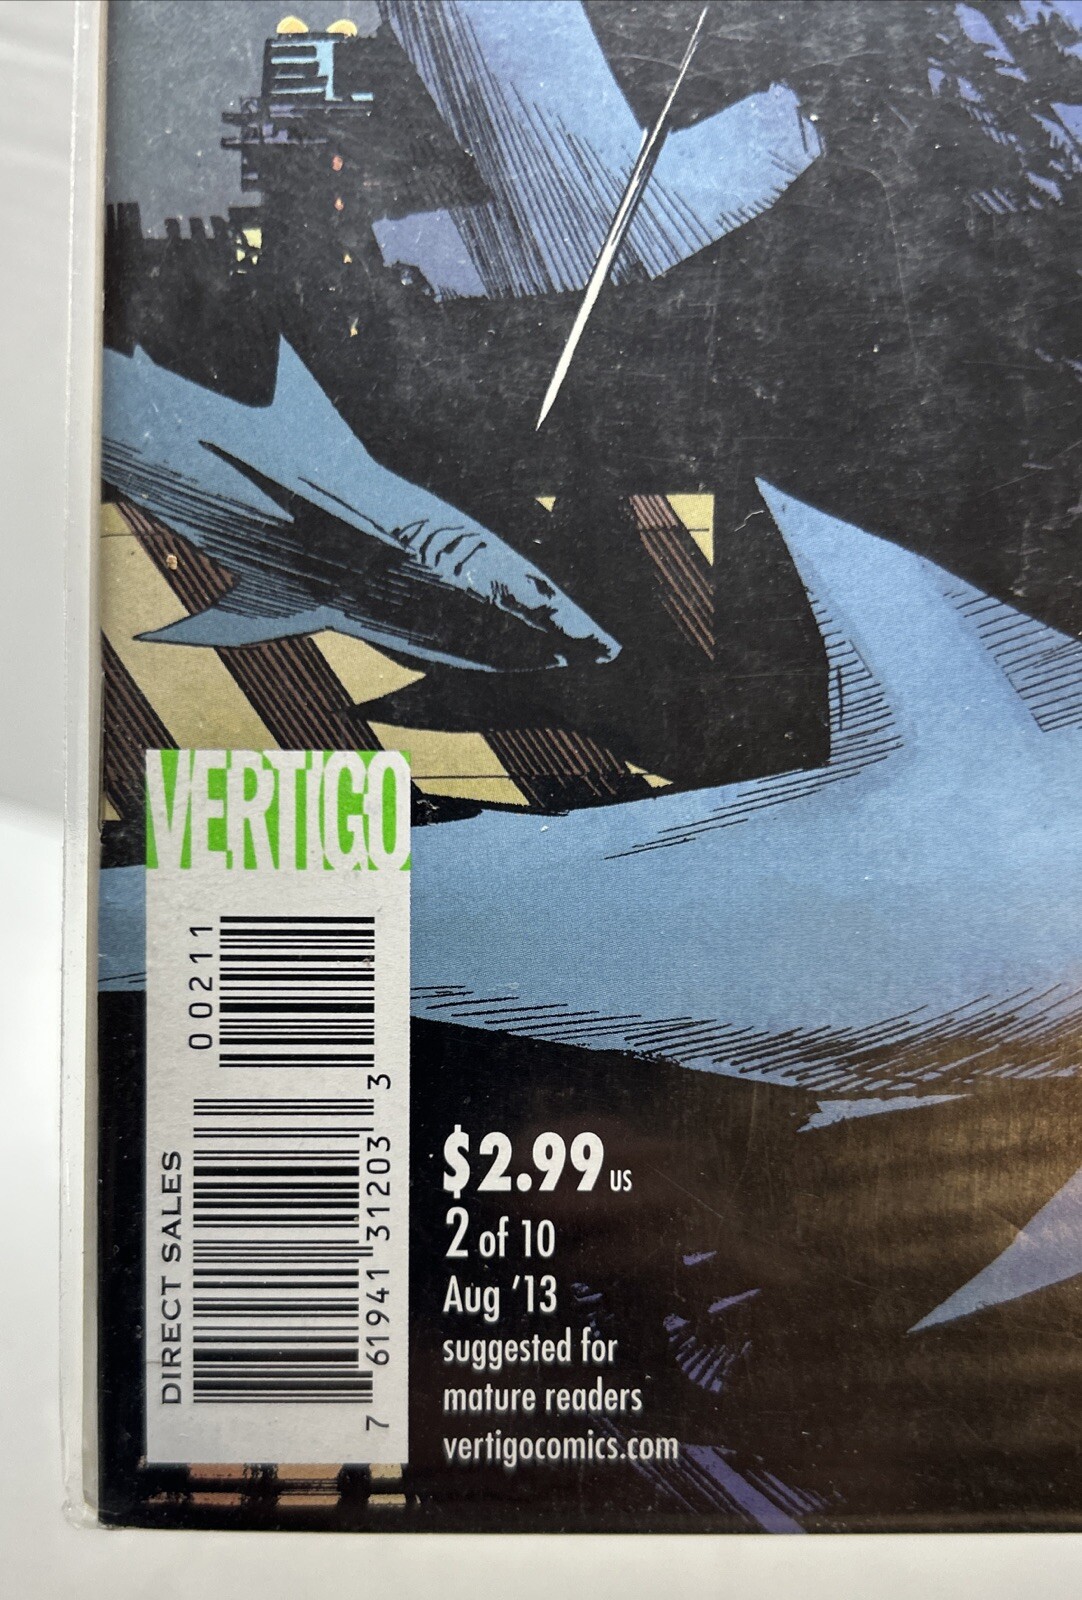 VERTIGO
00211
DIRECT SALES
7 61941 31203 3
$2.99 US
2 of 10
Aug '13
suggested for
mature readers
vertigocomics.com